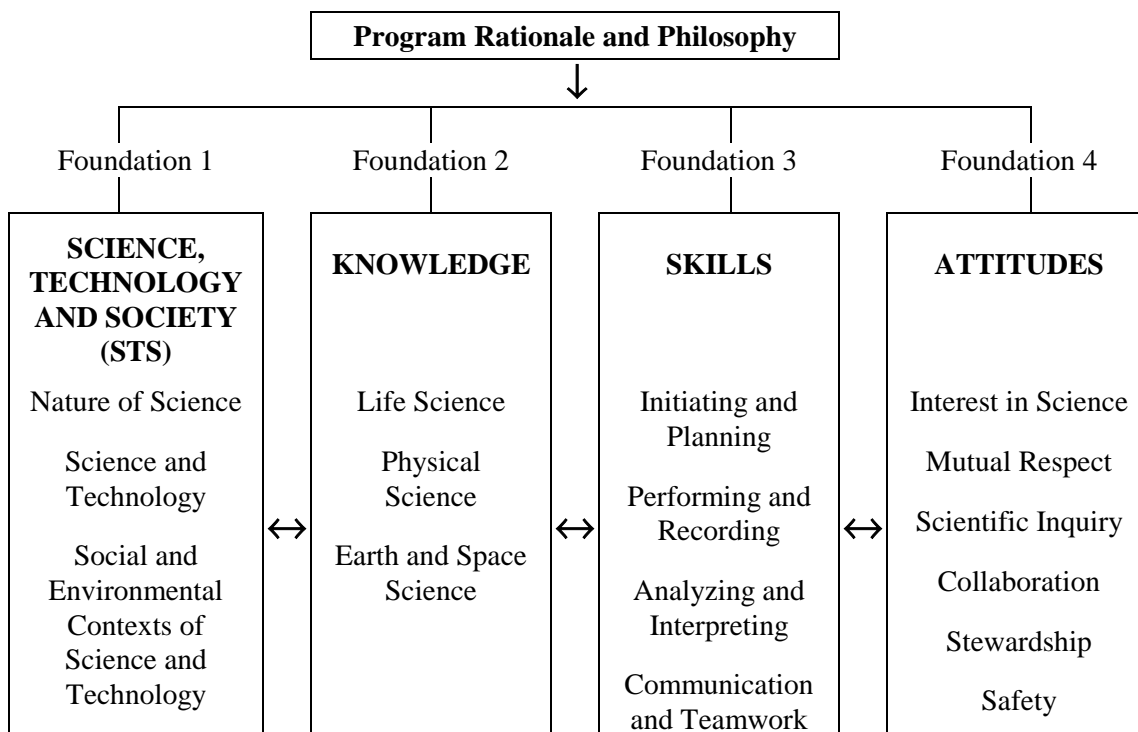 Program Rationale and Philosophy
Foundation 1
Foundation 2
Foundation 3
Foundation 4
SCIENCE,
TECHNOLOGY
AND SOCIETY
(STS)
Nature of Science
Science and
Technology
Social and
Environmental
Contexts of
Science and
Technology
KNOWLEDGE
Life Science
Physical
Science
Earth and Space
Science
SKILLS
Initiating and
Planning
Performing and
Recording
Analyzing and
Interpreting
Communication
and Teamwork
ATTITUDES
Interest in Science
Mutual Respect
Scientific Inquiry
Collaboration
Stewardship
Safety